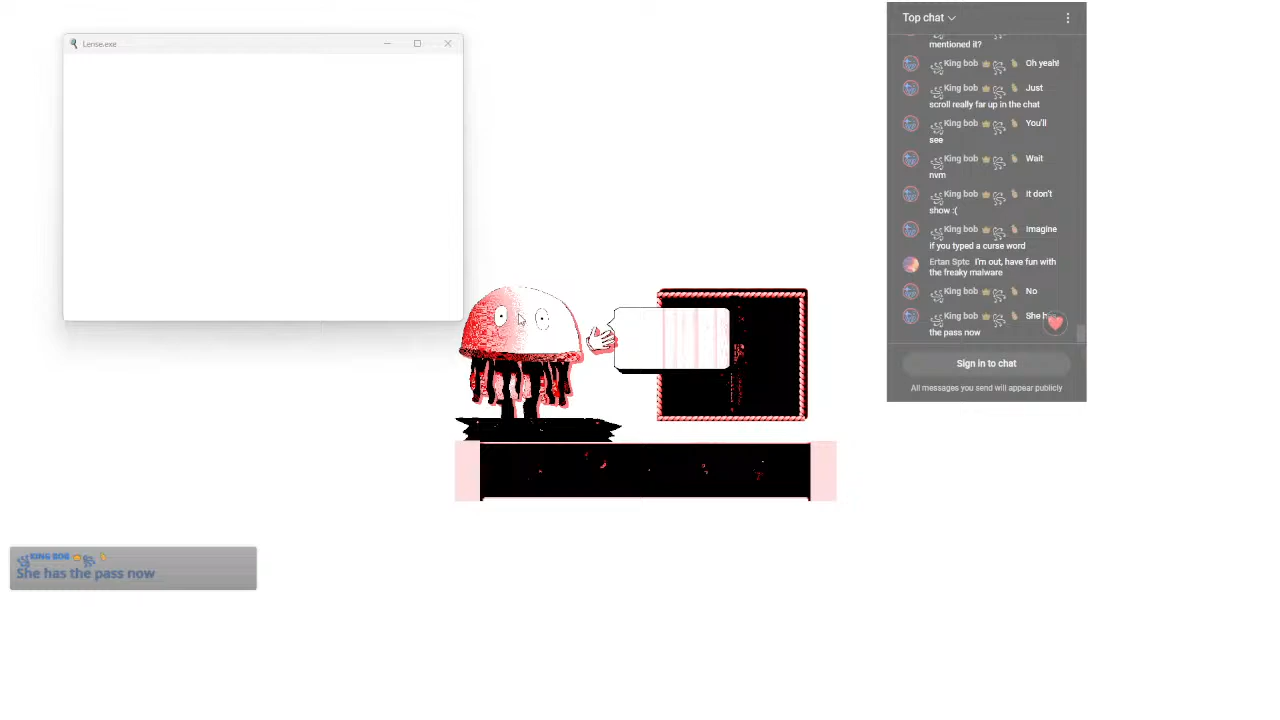 Lense.exe
Top chat
mentioned it?
King bob Oh yeah!
King bob Just
scroll really far up in the chat
King bob You'll
see
King bob Wait
nvm
King bob It don't
show :(
King bob Imagine
if you typed a curse word
Ertan Sptc I'm out, have fun with
the freaky malware
King bob No
King bob She
the pass now
Sign in to chat
All messages you send will appear publicly
KING BOB
She has the pass now